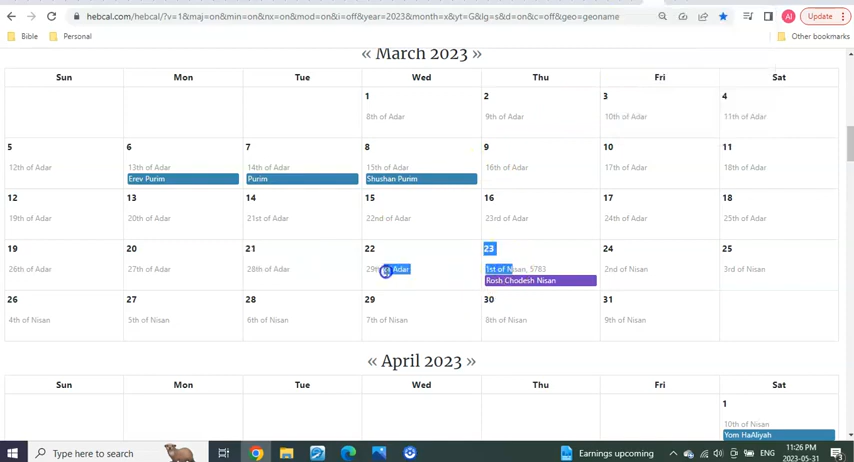 hebcal.com/hebcal/?v=1&maj=on&min=on&nx=on&mod=on&i=off&year=2023&month=x&yt=G&lg=s&d=on&c=off&geo=geoname
AI
Update
Bible
Personal
Other bookmarks
« March 2023 »
Sun Mon Tue Wed Thu Fri Sat
1 2 3 4
8th of Adar 9th of Adar 10th of Adar 11th of Adar
5 6 7 8 9 10 11
12th of Adar 13th of Adar 14th of Adar 15th of Adar 16th of Adar 17th of Adar 18th of Adar
Erev Purim Purim Shushan Purim
12 13 14 15 16 17 18
19th of Adar 20th of Adar 21st of Adar 22nd of Adar 23rd of Adar 24th of Adar 25th of Adar
19 20 21 22 23 24 25
26th of Adar 27th of Adar 28th of Adar 29th of Adar 1st of Nisan, 5783 2nd of Nisan 3rd of Nisan
Rosh Chodesh Nisan
26 27 28 29 30 31
4th of Nisan 5th of Nisan 6th of Nisan 7th of Nisan 8th of Nisan 9th of Nisan
« April 2023 »
Sun Mon Tue Wed Thu Fri Sat
1
10th of Nisan
Yom HaAliyah
Type here to search
Earnings upcoming
ENG
11:26 PM
2023-05-31
3